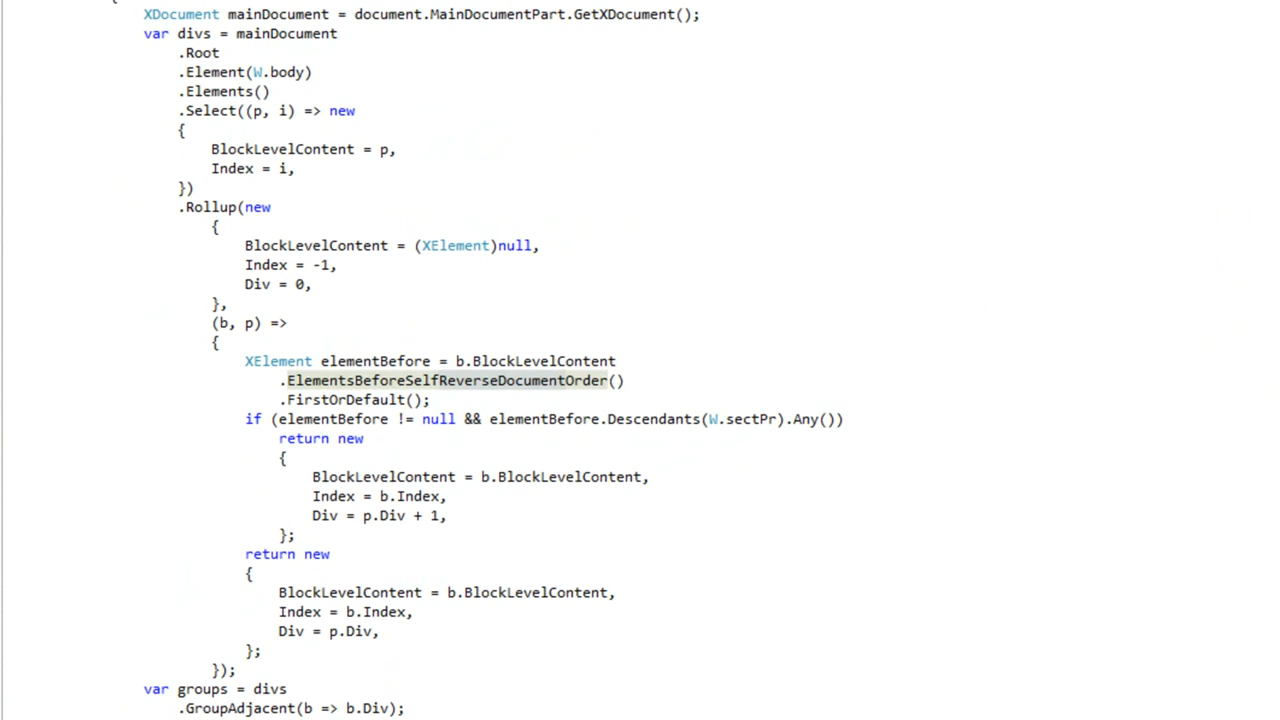 {
XDocument mainDocument = document.MainDocumentPart.GetXDocument();
var divs = mainDocument
.Root
.Element(W.body)
.Elements()
.Select((p, i) => new
{
BlockLevelContent = p,
Index = i,
})
.Rollup(new
{
BlockLevelContent = (XElement)null,
Index = -1,
Div = 0,
},
(b, p) =>
{
XElement elementBefore = b.BlockLevelContent
.ElementsBeforeSelfReverseDocumentOrder()
.FirstOrDefault();
if (elementBefore != null && elementBefore.Descendants(W.sectPr).Any())
return new
{
BlockLevelContent = b.BlockLevelContent,
Index = b.Index,
Div = p.Div + 1,
};
return new
{
BlockLevelContent = b.BlockLevelContent,
Index = b.Index,
Div = p.Div,
};
});
var groups = divs
.GroupAdjacent(b => b.Div);